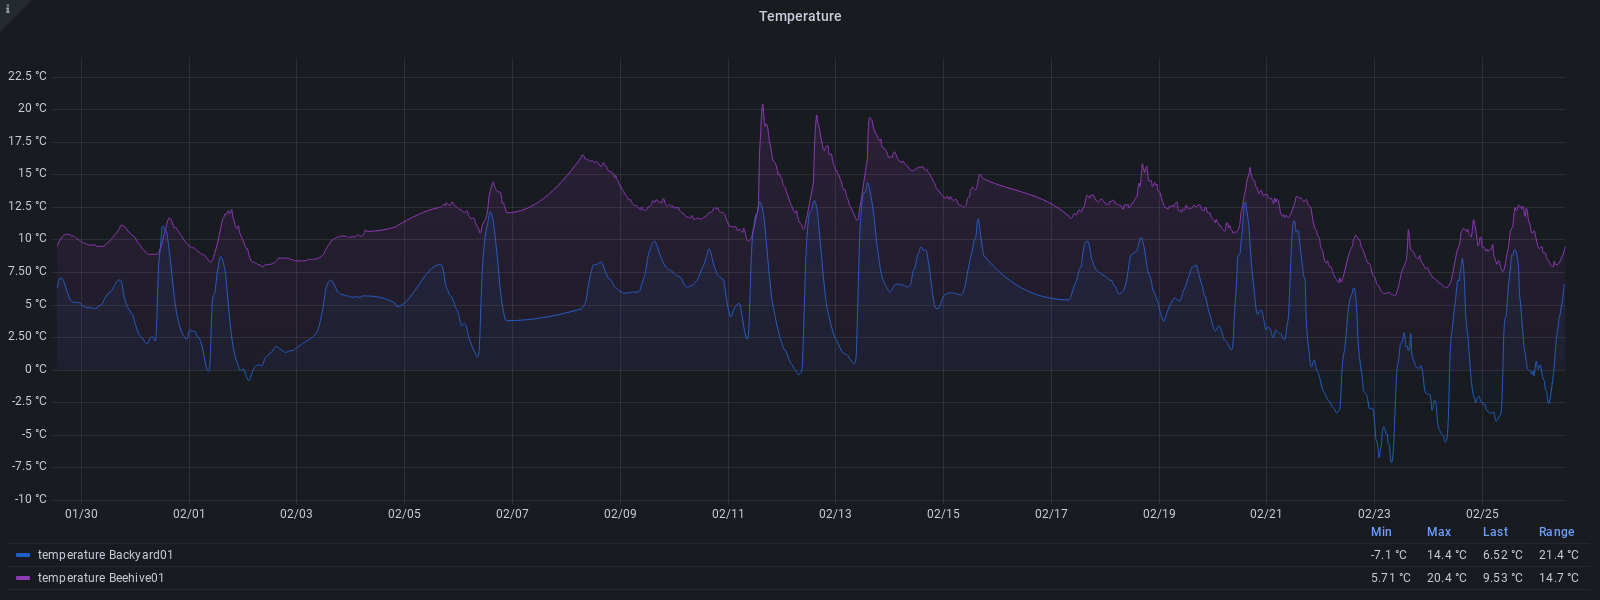 i
Temperature
22.5 °C
20 °C
17.5 °C
15 °C
12.5 °C
10 °C
7.50 °C
5 °C
2.50 °C
0 °C
-2.5 °C
-5 °C
-7.5 °C
-10 °C
01/30 02/01 02/03 02/05 02/07 02/09 02/11 02/13 02/15 02/17 02/19 02/21 02/23 02/25
Min Max Last Range
temperature Backyard01 -7.1 °C 14.4 °C 6.52 °C 21.4 °C
temperature Beehive01 5.71 °C 20.4 °C 9.53 °C 14.7 °C